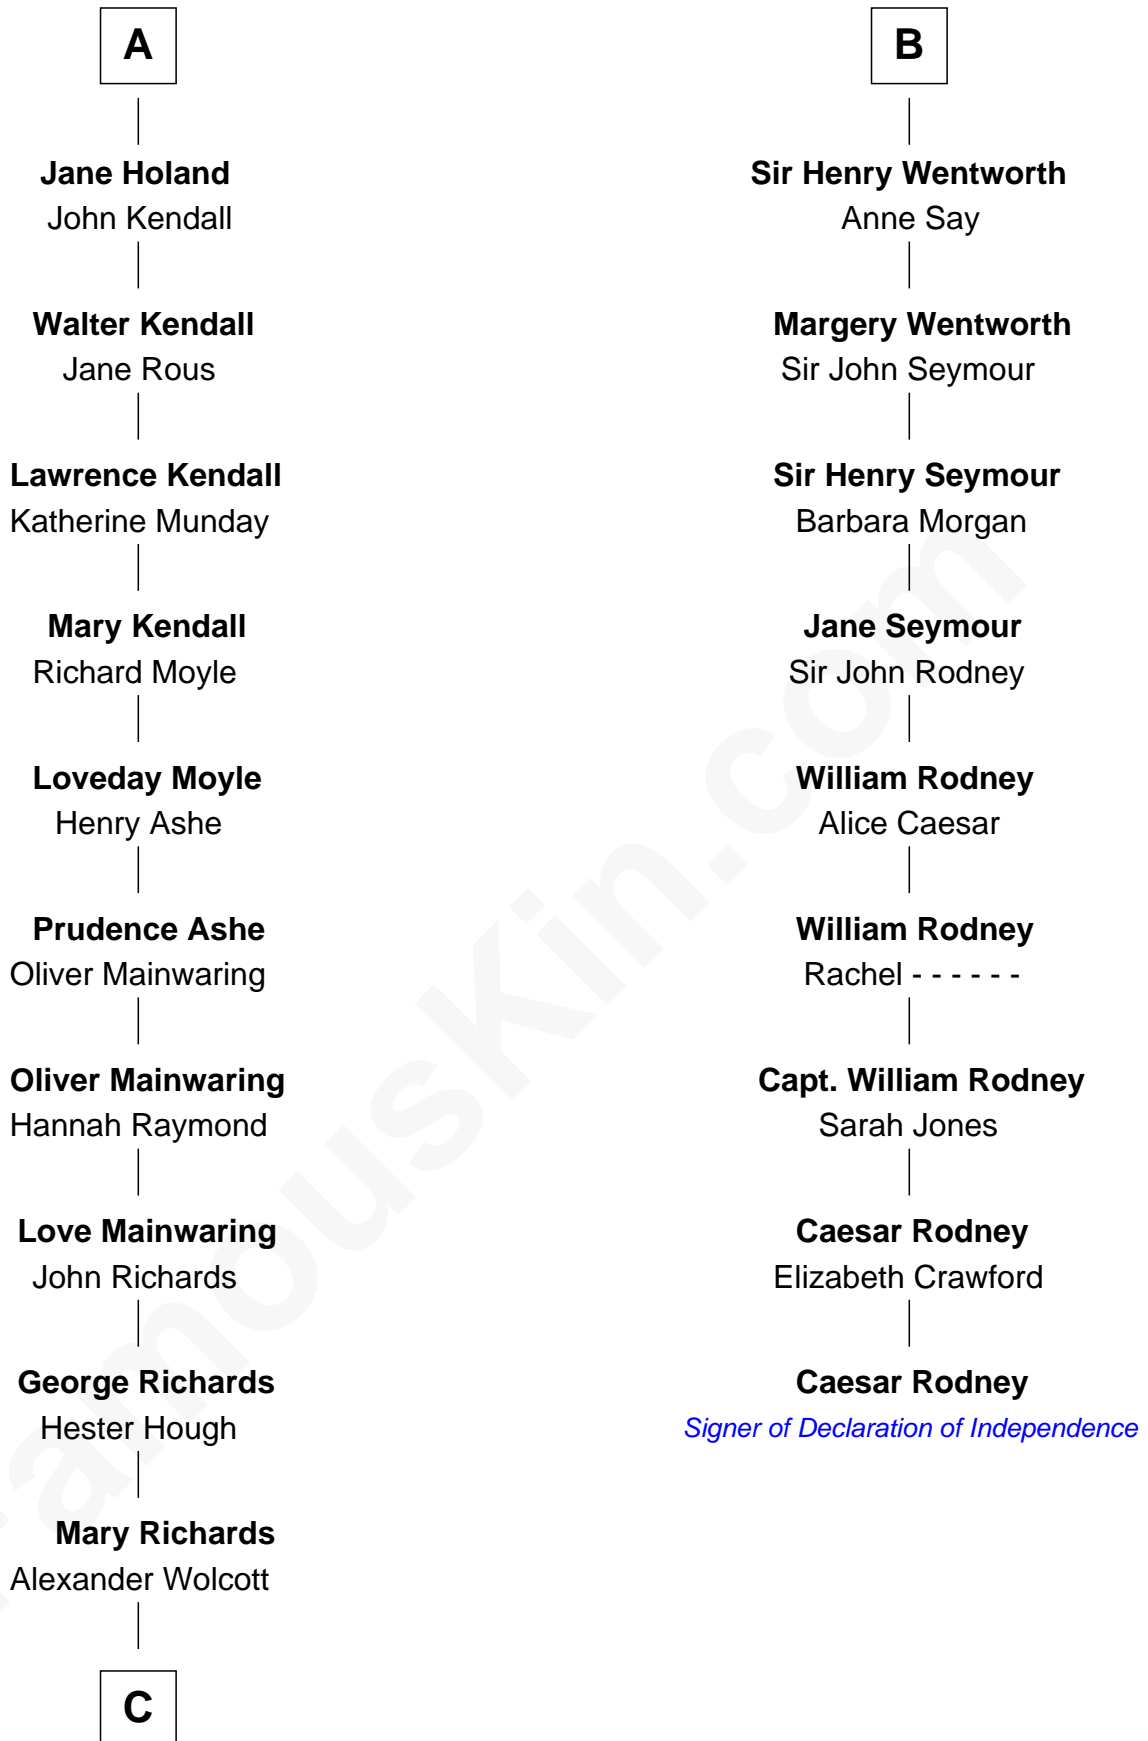 A
Jane Holand
John Kendall
Walter Kendall
Jane Rous
Lawrence Kendall
Katherine Munday
Mary Kendall
Richard Moyle
Loveday Moyle
Henry Ashe
Prudence Ashe
Oliver Mainwaring
Oliver Mainwaring
Hannah Raymond
Love Mainwaring
John Richards
George Richards
Hester Hough
Mary Richards
Alexander Wolcott
C
B
Sir Henry Wentworth
Anne Say
Margery Wentworth
Sir John Seymour
Sir Henry Seymour
Barbara Morgan
Jane Seymour
Sir John Rodney
William Rodney
Alice Caesar
William Rodney
Rachel - - - - - -
Capt. William Rodney
Sarah Jones
Caesar Rodney
Elizabeth Crawford
Caesar Rodney
Signer of Declaration of Independence
FamousKin.com